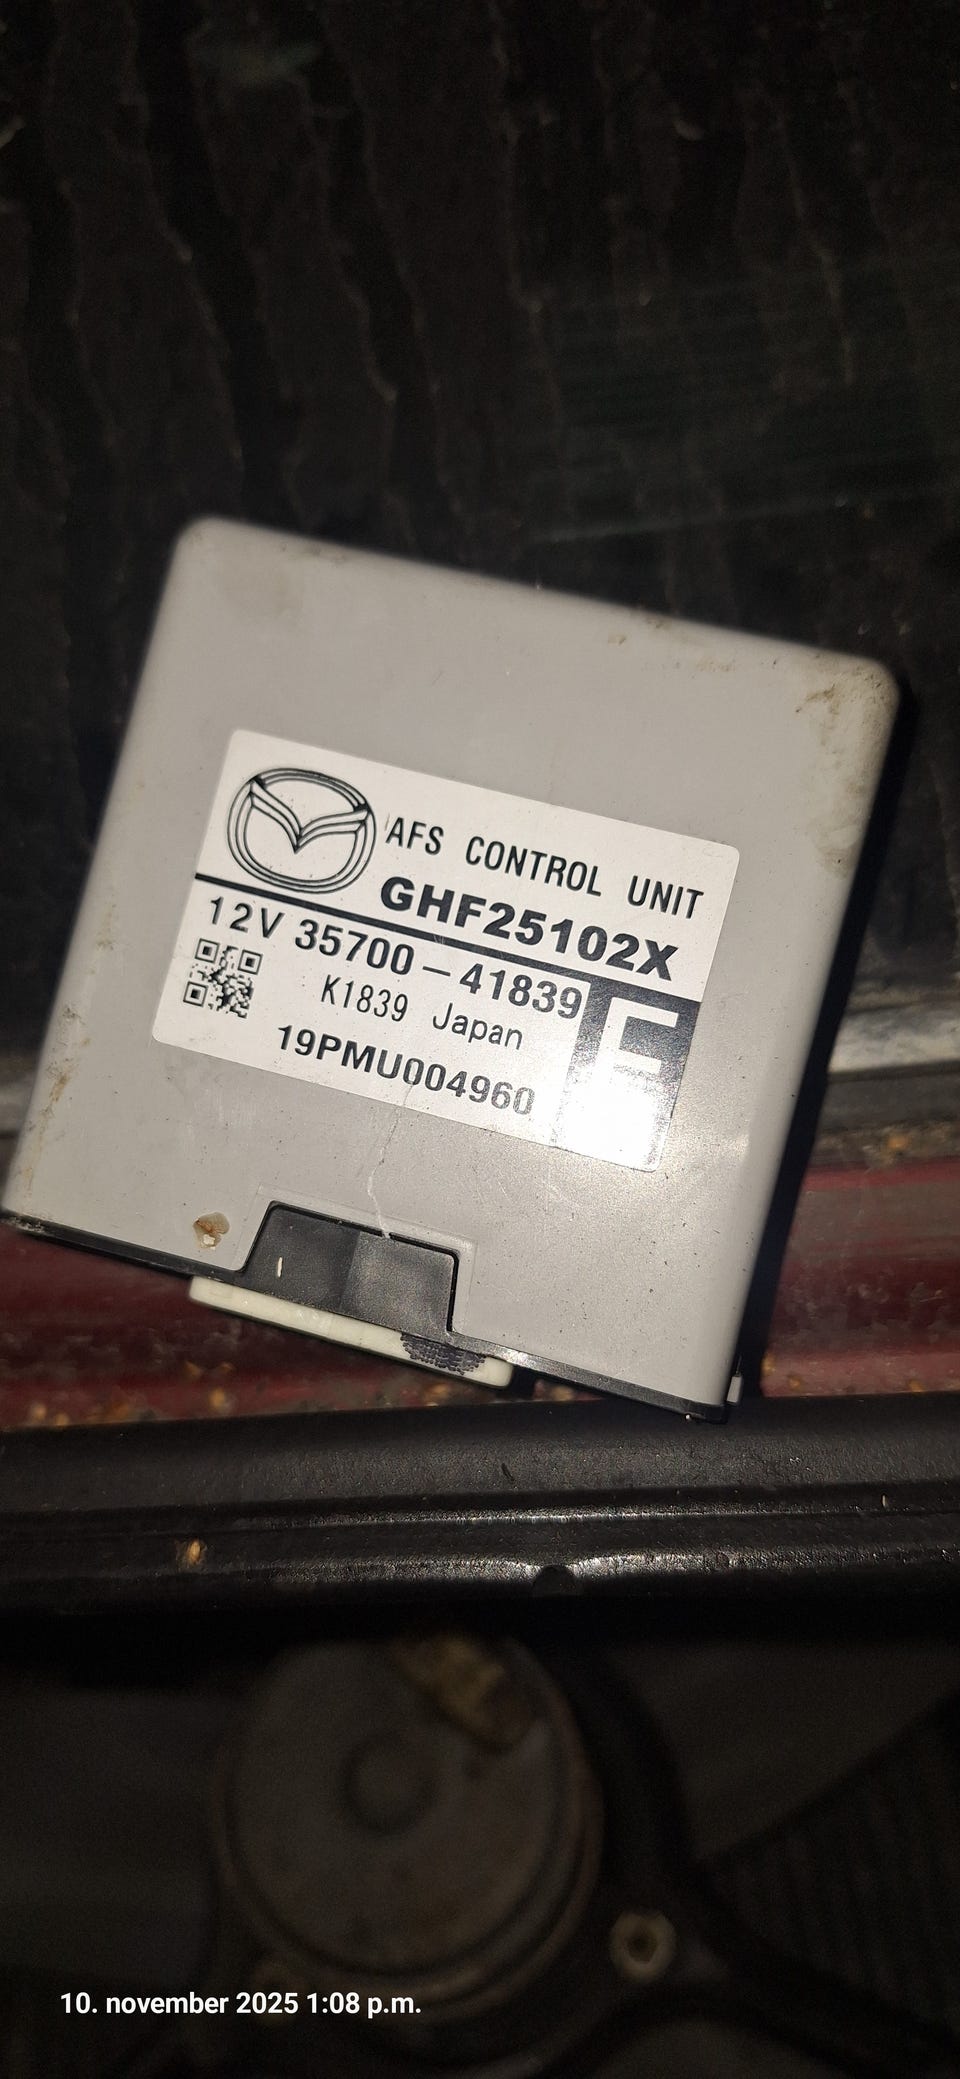 AFS CONTROL UNIT
GHF25102X
12V 35700-41839
K1839 Japan
19PMU004960
E
10. november 2025 1:08 p.m.